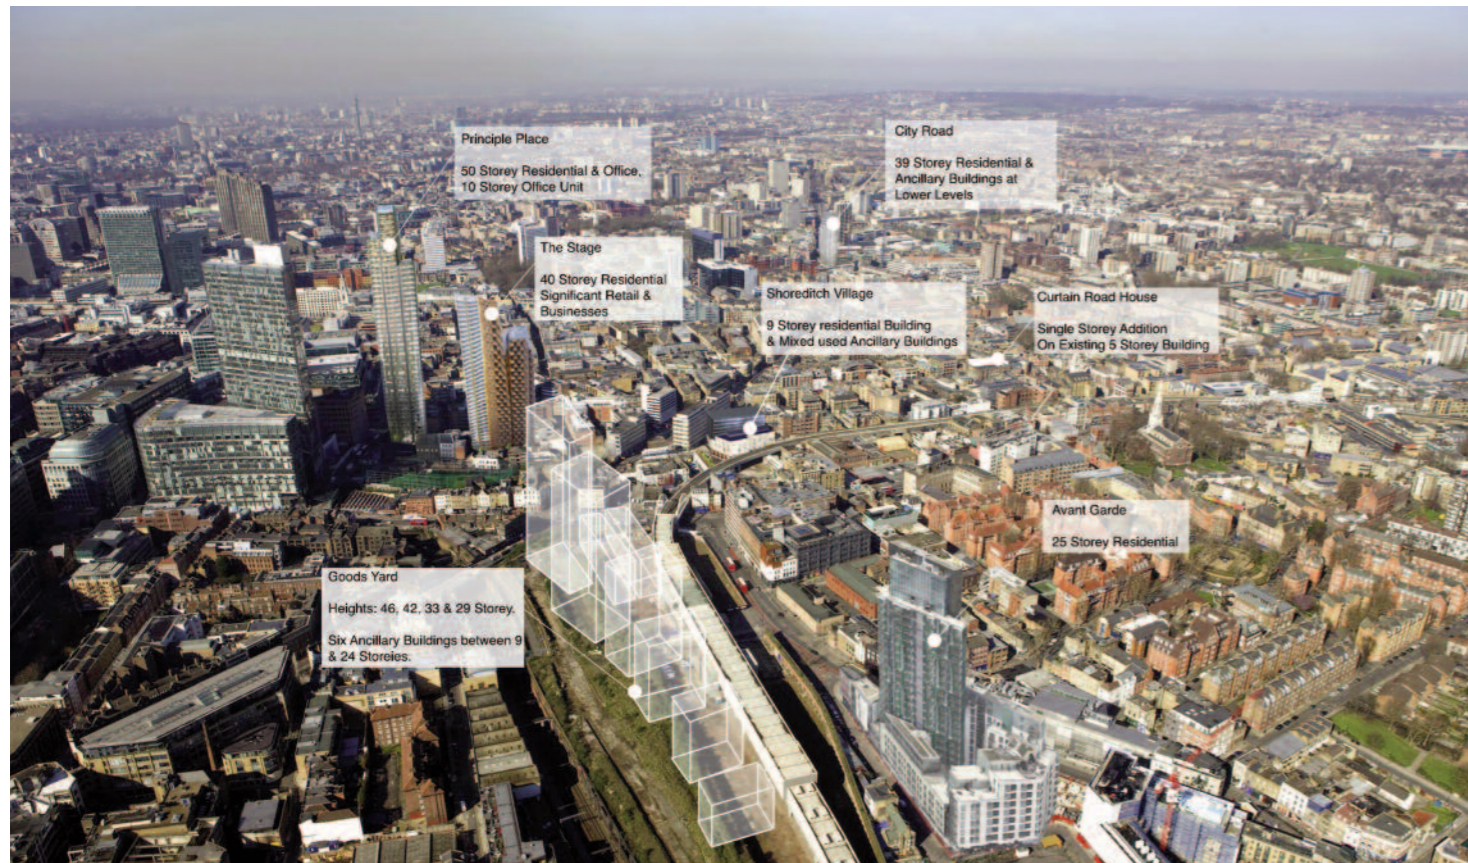 Principle Place
50 Storey Residential & Office,
10 Storey Office Unit
City Road
39 Storey Residential &
Ancillary Buildings at
Lower Levels
The Stage
40 Storey Residential
Significant Retail &
Businesses
Shoreditch Village
9 Storey residential Building
& Mixed used Ancillary Buildings
Curtain Road House
Single Storey Addition
On Existing 5 Storey Building
Avant Garde
25 Storey Residential
Goods Yard
Heights: 46, 42, 33 & 29 Storey.
Six Ancillary Buildings between 9
& 24 Storeies.